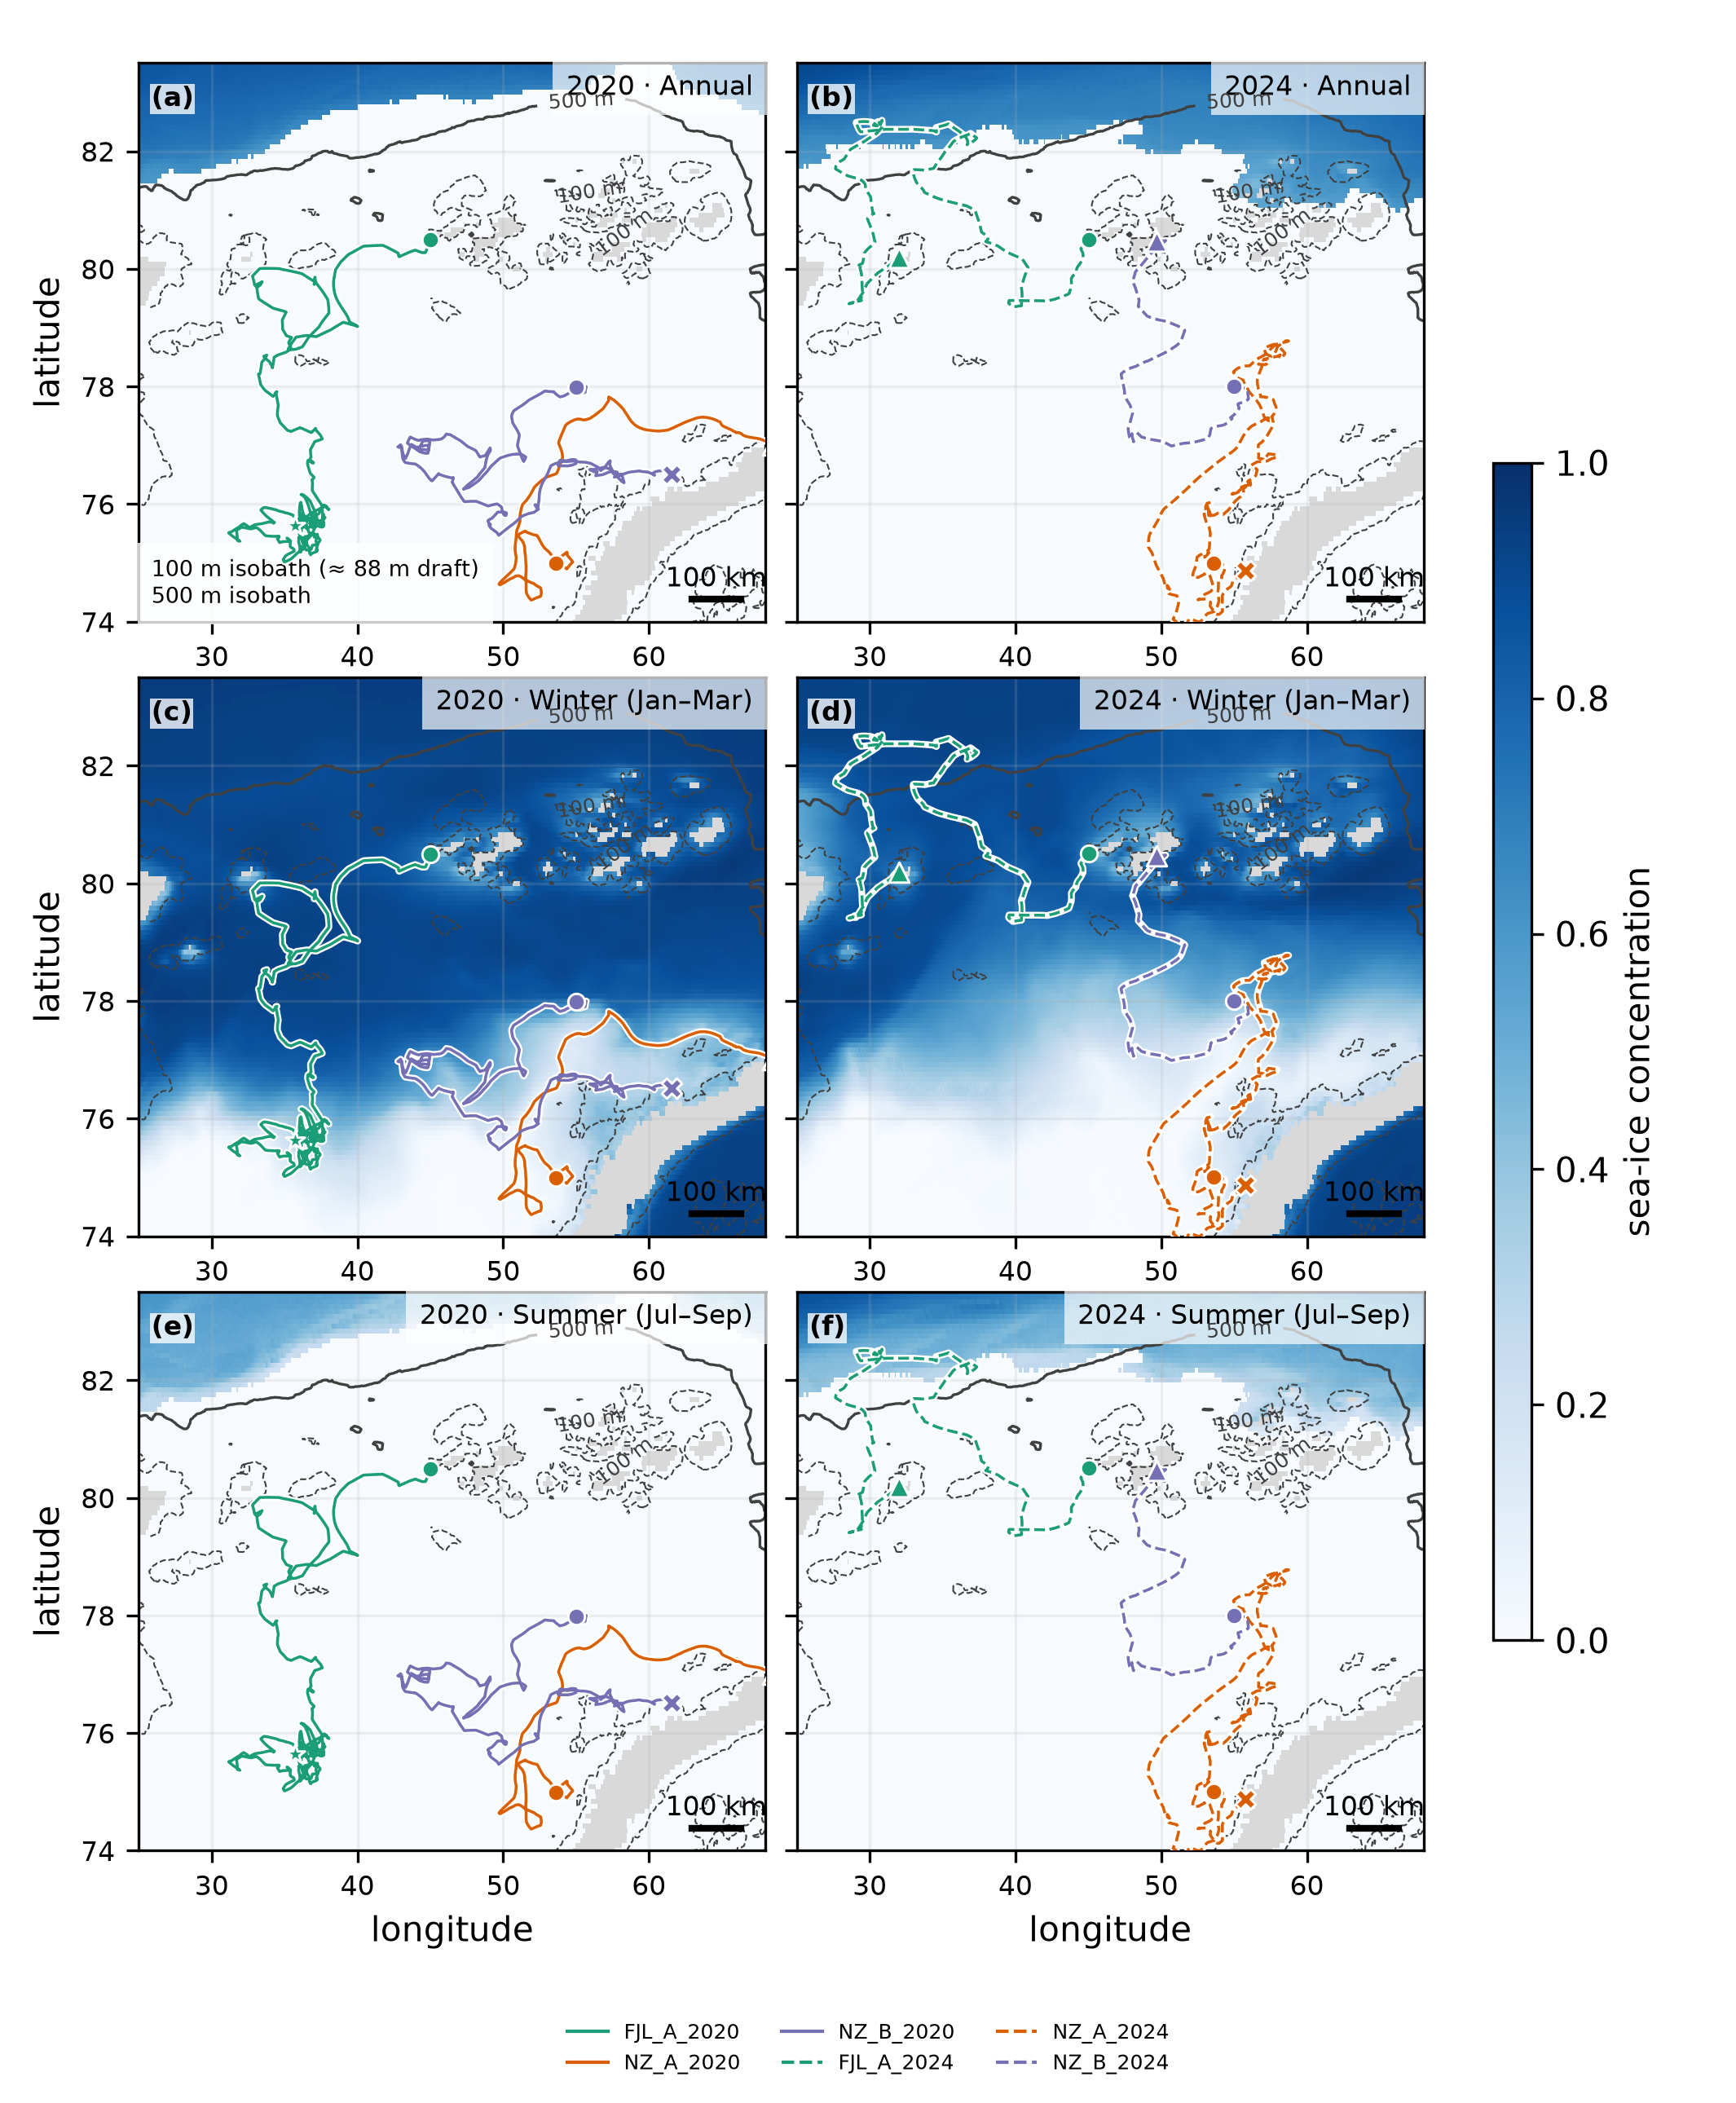 (a)
2020 · Annual
500 m
100 m
100 m
latitude
82
80
78
76
74
100 m isobath (≈ 88 m draft)
500 m isobath
100 km
30 40 50 60
(b)
2024 · Annual
500 m
100 m
100 m
100 km
30 40 50 60
(c)
2020 · Winter (Jan–Mar)
500 m
100 m
100
latitude
82
80
78
76
74
100 km
30 40 50 60
(d)
2024 · Winter (Jan–Mar)
500 m
100 m
100
100 km
30 40 50 60
(e)
2020 · Summer (Jul–Sep)
500 m
100 m
100 m
latitude
82
80
78
76
74
100 km
30 40 50 60
longitude
(f)
2024 · Summer (Jul–Sep)
500 m
100 m
100 m
100 km
30 40 50 60
longitude
1.0
0.8
0.6
0.4
0.2
0.0
sea-ice concentration
FJL_A_2020 NZ_B_2020 NZ_A_2024
NZ_A_2020 FJL_A_2024 NZ_B_2024